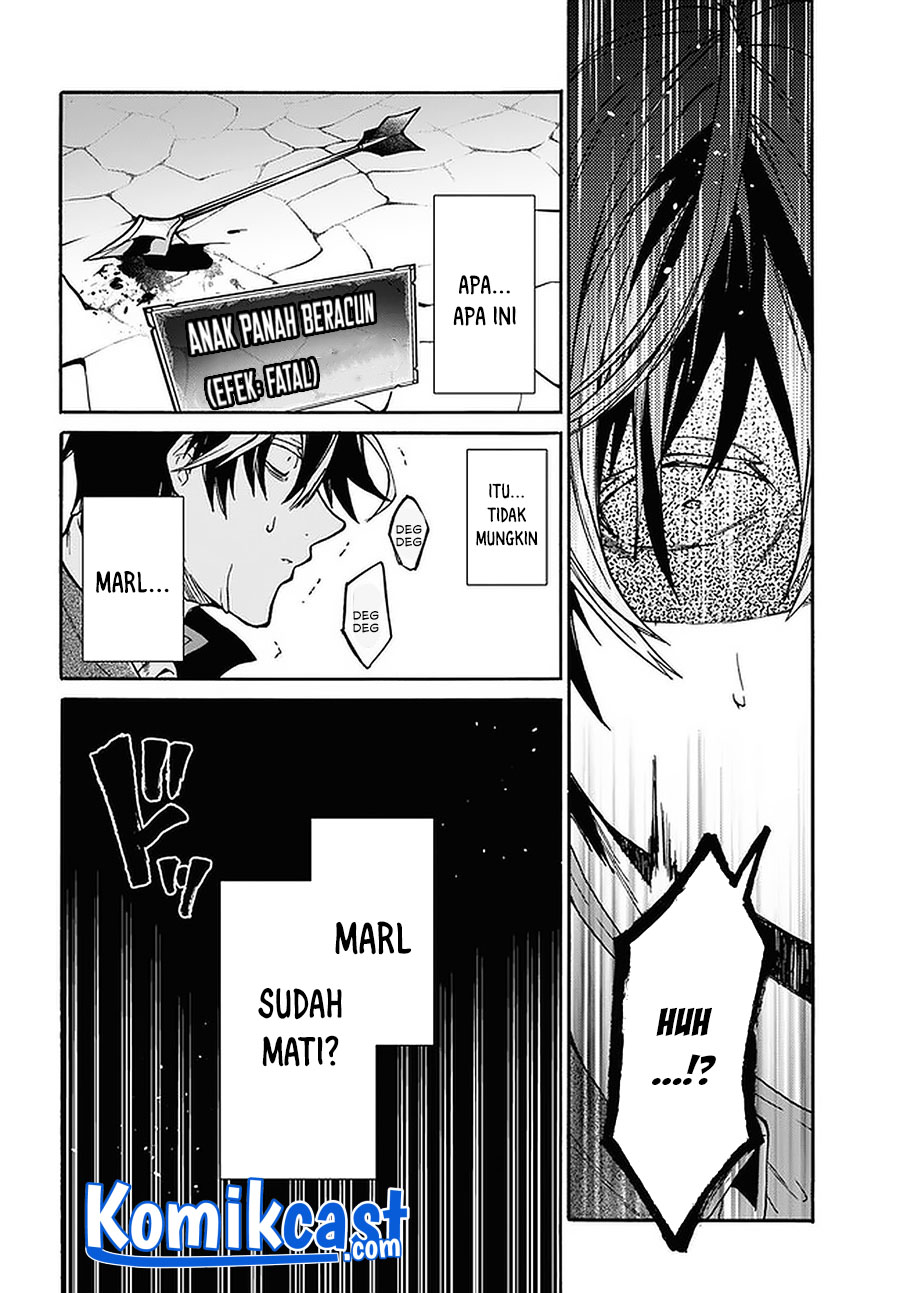 HUH
...!?
APA...
APA INI
ANAK PANAH BERACUN
(EFEK: FATAL)
ITU...
TIDAK
MUNGKIN
DEG
DEG
DEG
DEG
MARL...
ドドッ
MARL
SUDAH
MATI?
Komikcast
.com